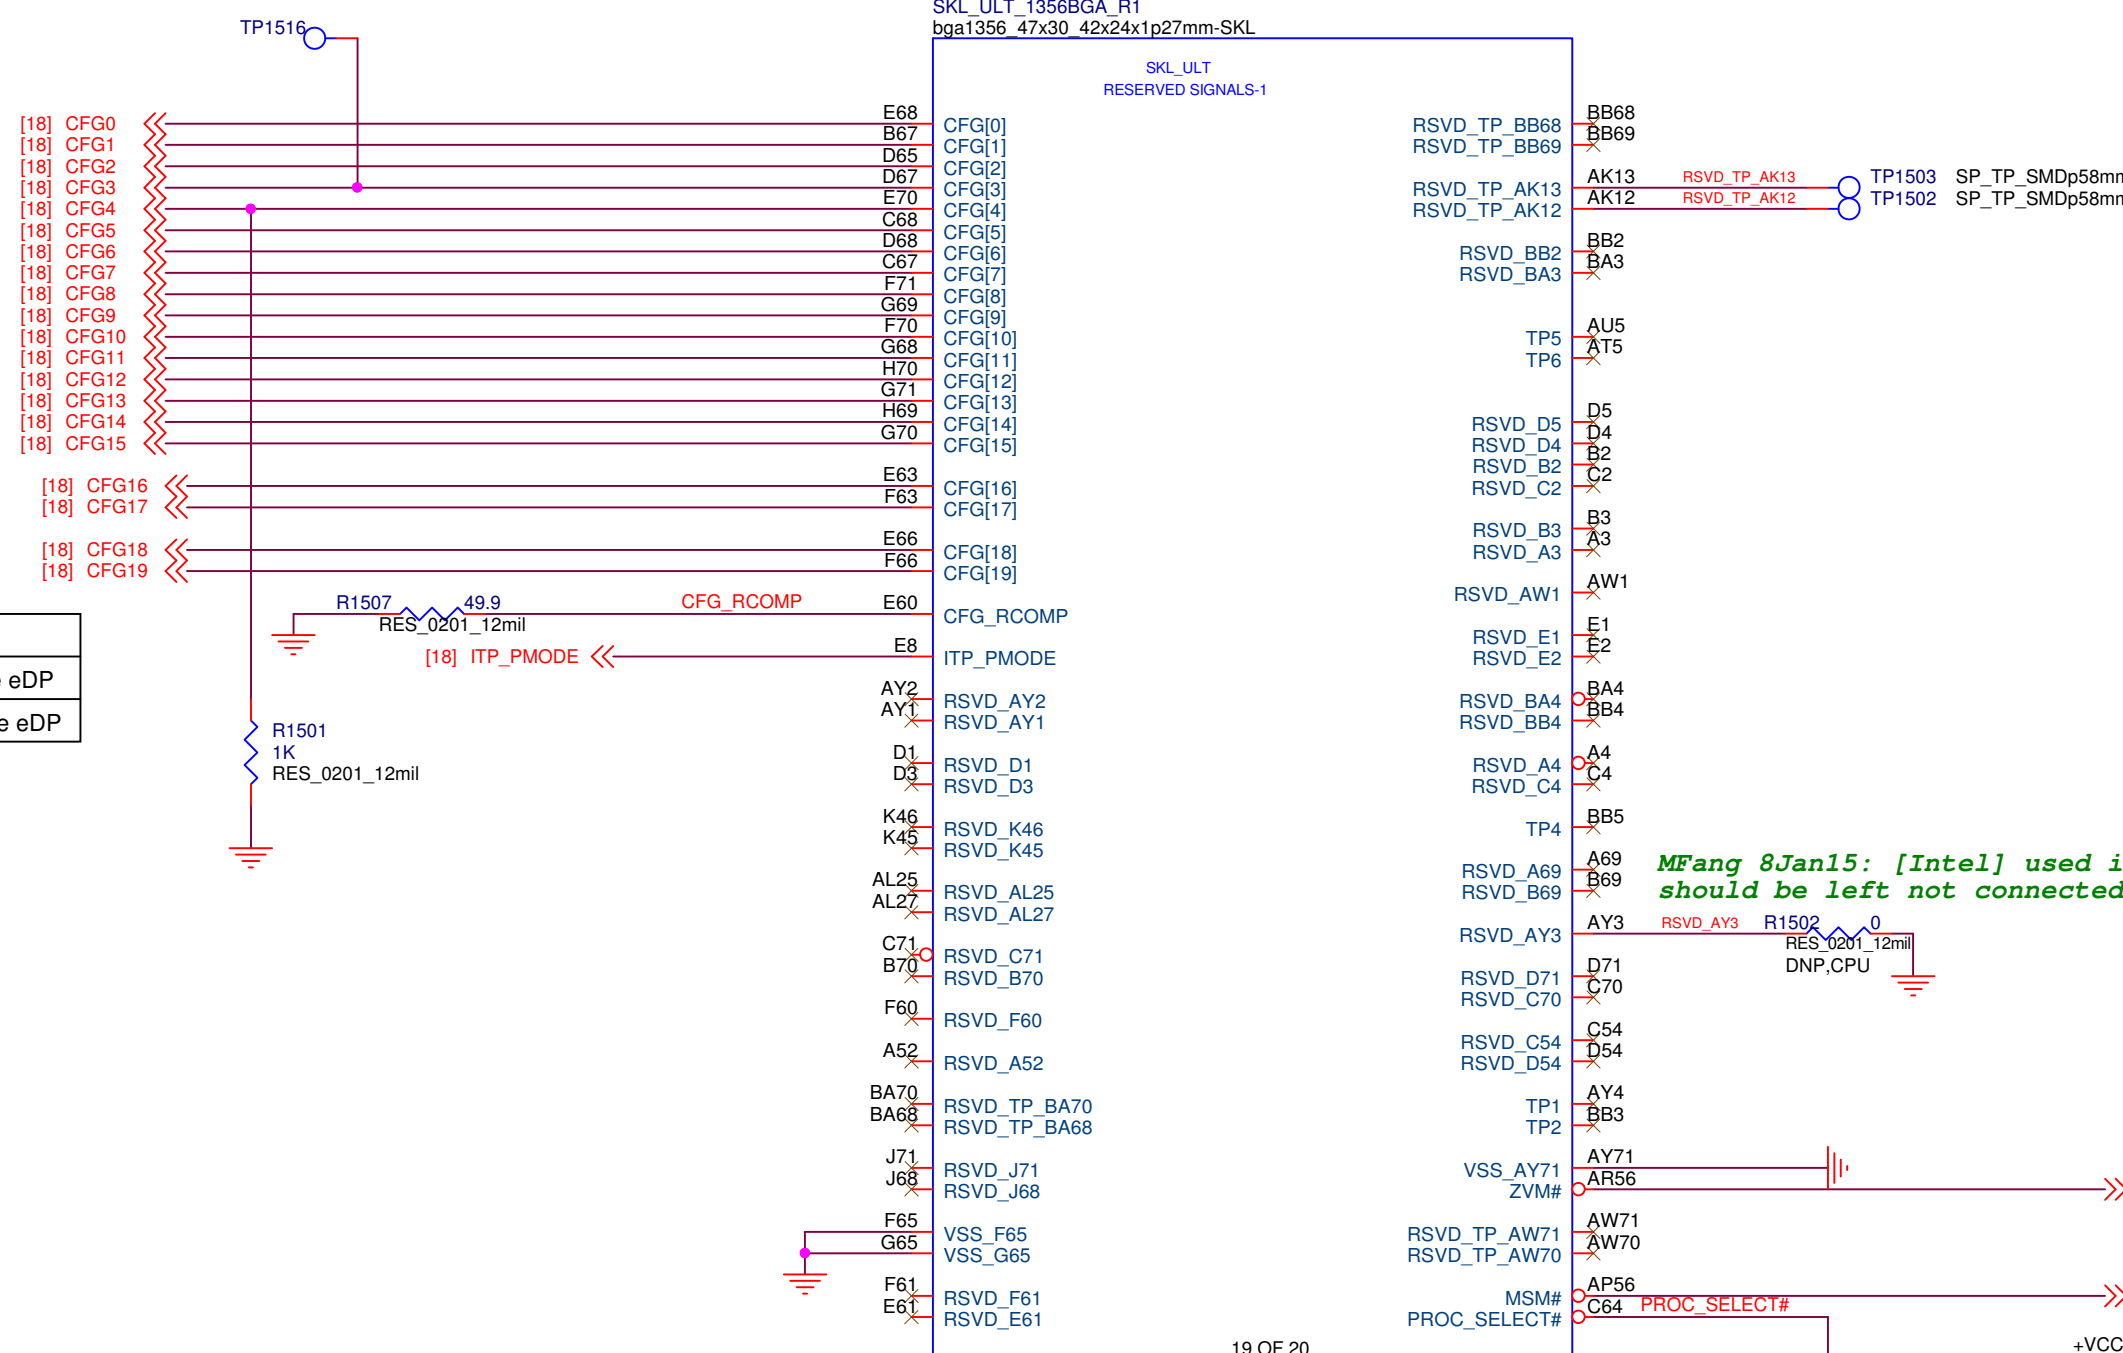 SKL_ULT_1356BGA_R1
bga1356_47x30_42x24x1p27mm-SKL
TP1516
SKL_ULT
RESERVED SIGNALS-1
[18] CFG0 E68 CFG[0]
[18] CFG1 B67 CFG[1]
[18] CFG2 D65 CFG[2]
[18] CFG3 D67 CFG[3]
[18] CFG4 E70 CFG[4]
[18] CFG5 C68 CFG[5]
[18] CFG6 D68 CFG[6]
[18] CFG7 C67 CFG[7]
[18] CFG8 F71 CFG[8]
[18] CFG9 G69 CFG[9]
[18] CFG10 F70 CFG[10]
[18] CFG11 G68 CFG[11]
[18] CFG12 H70 CFG[12]
[18] CFG13 G71 CFG[13]
[18] CFG14 H69 CFG[14]
[18] CFG15 G70 CFG[15]
[18] CFG16 E63 CFG[16]
[18] CFG17 F63 CFG[17]
[18] CFG18 E66 CFG[18]
[18] CFG19 F66 CFG[19]
R1507 49.9 CFG_RCOMP E60 CFG_RCOMP
RES_0201_12mil
[18] ITP_PMODE E8 ITP_PMODE
eDP
e eDP
R1501
1K
RES_0201_12mil
AY2 RSVD_AY2
AY1 RSVD_AY1
D1 RSVD_D1
D3 RSVD_D3
K46 RSVD_K46
K45 RSVD_K45
AL25 RSVD_AL25
AL27 RSVD_AL27
C71 RSVD_C71
B70 RSVD_B70
F60 RSVD_F60
A52 RSVD_A52
BA70 RSVD_TP_BA70
BA68 RSVD_TP_BA68
J71 RSVD_J71
J68 RSVD_J68
F65 VSS_F65
G65 VSS_G65
F61 RSVD_F61
E61 RSVD_E61
RSVD_TP_BB68 BB68
RSVD_TP_BB69 BB69
RSVD_TP_AK13 AK13 RSVD_TP_AK13 TP1503 SP_TP_SMDp58mm
RSVD_TP_AK12 AK12 RSVD_TP_AK12 TP1502 SP_TP_SMDp58mm
RSVD_BB2 BB2
RSVD_BA3 BA3
TP5 AU5
TP6 AT5
RSVD_D5 D5
RSVD_D4 D4
RSVD_B2 B2
RSVD_C2 C2
RSVD_B3 B3
RSVD_A3 A3
RSVD_AW1 AW1
RSVD_E1 E1
RSVD_E2 E2
RSVD_BA4 BA4
RSVD_BB4 BB4
RSVD_A4 A4
RSVD_C4 C4
TP4 BB5
RSVD_A69 A69
RSVD_B69 B69
MFang 8Jan15: [Intel] used i
should be left not connected
RSVD_AY3 AY3 RSVD_AY3 R1502 0
RES_0201_12mil
DNP,CPU
RSVD_D71 D71
RSVD_C70 C70
RSVD_C54 C54
RSVD_D54 D54
TP1 AY4
TP2 BB3
VSS_AY71 AY71
ZVM# AR56
RSVD_TP_AW71 AW71
RSVD_TP_AW70 AW70
MSM# AP56
PROC_SELECT# C64 PROC_SELECT#
19 OF 20
+VCC